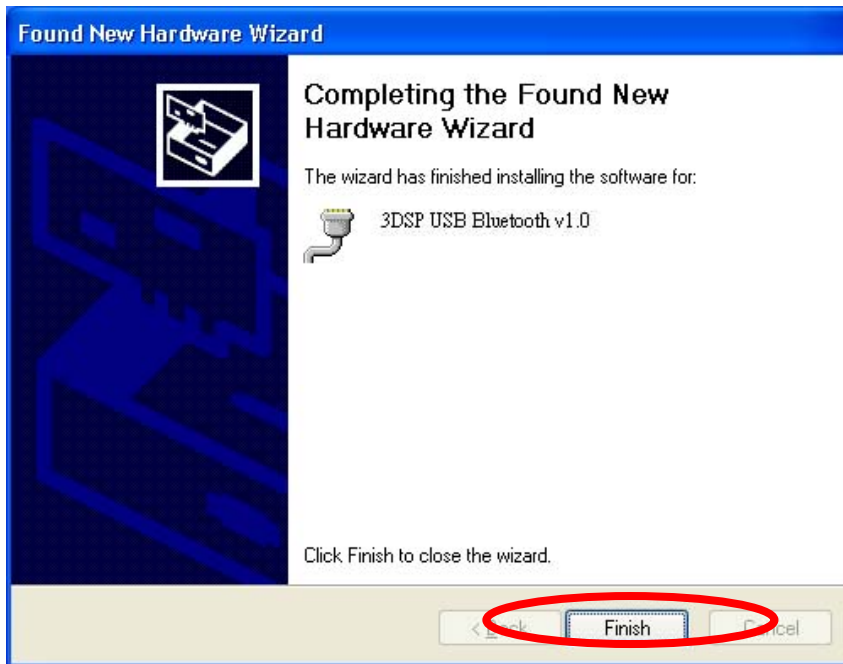 Found New Hardware Wizard
Completing the Found New
Hardware Wizard
The wizard has finished installing the software for:
3DSP USB Bluetooth v1.0
Click Finish to close the wizard.
< Back Finish Cancel